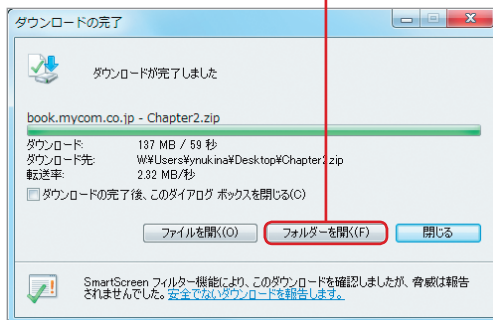 ダウンロードの完了
ダウンロードが完了しました
book.mycom.co.jp - Chapter2.zip
ダウンロード: 137 MB / 59 秒
ダウンロード先: W:¥Users¥ynukina¥Desktop¥Chapter2.zip
転送率: 2.32 MB/秒
ダウンロードの完了後、このダイアログ ボックスを閉じる(C)
ファイルを開く(O) フォルダーを開く(F) 閉じる
SmartScreen フィルター機能により、このダウンロードを確認しましたが、脅威は報告
されませんでした。安全でないダウンロードを報告します。